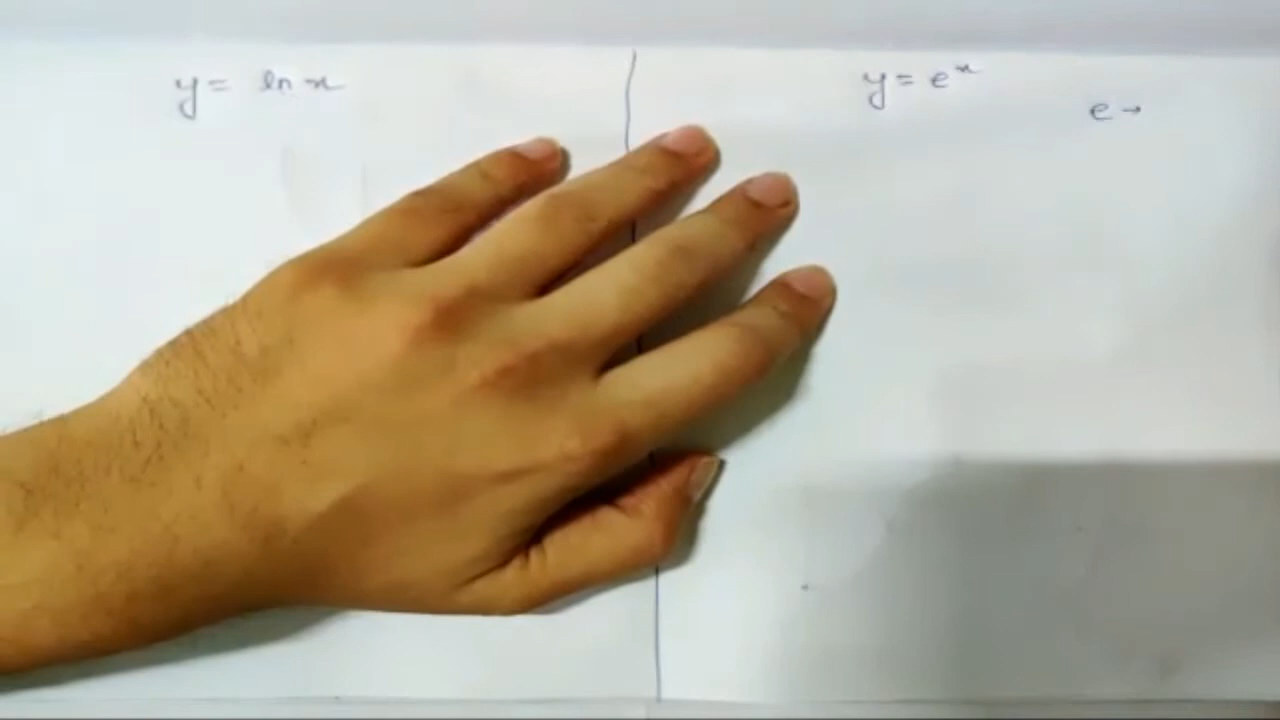 y = ln x
y = e^x
e →